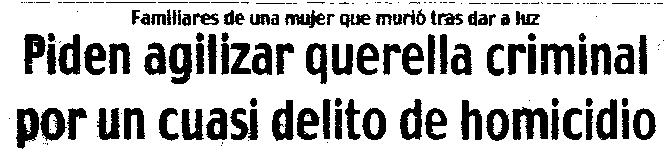 Familiares de una mujer que murió tras dar a luz
Piden agilizar querella criminal
por un cuasi delito de homicidio